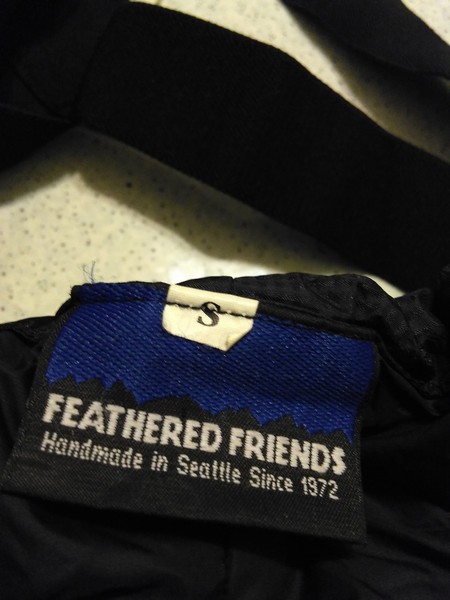 S
FEATHERED FRIENDS
Handmade in Seattle Since 1972